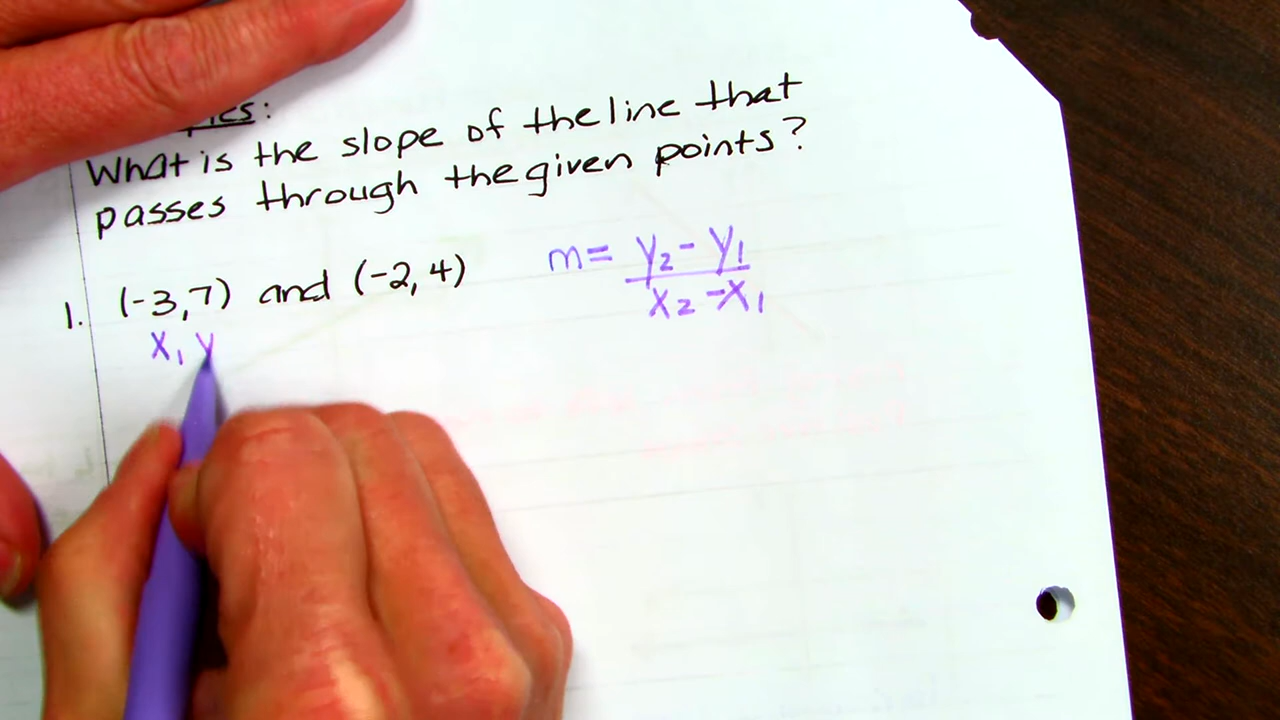 What is the slope of the line that
passes through the given points?
1. (-3,7) and (-2,4) m= y₂ - y₁
x₂ - x₁
x₁ y